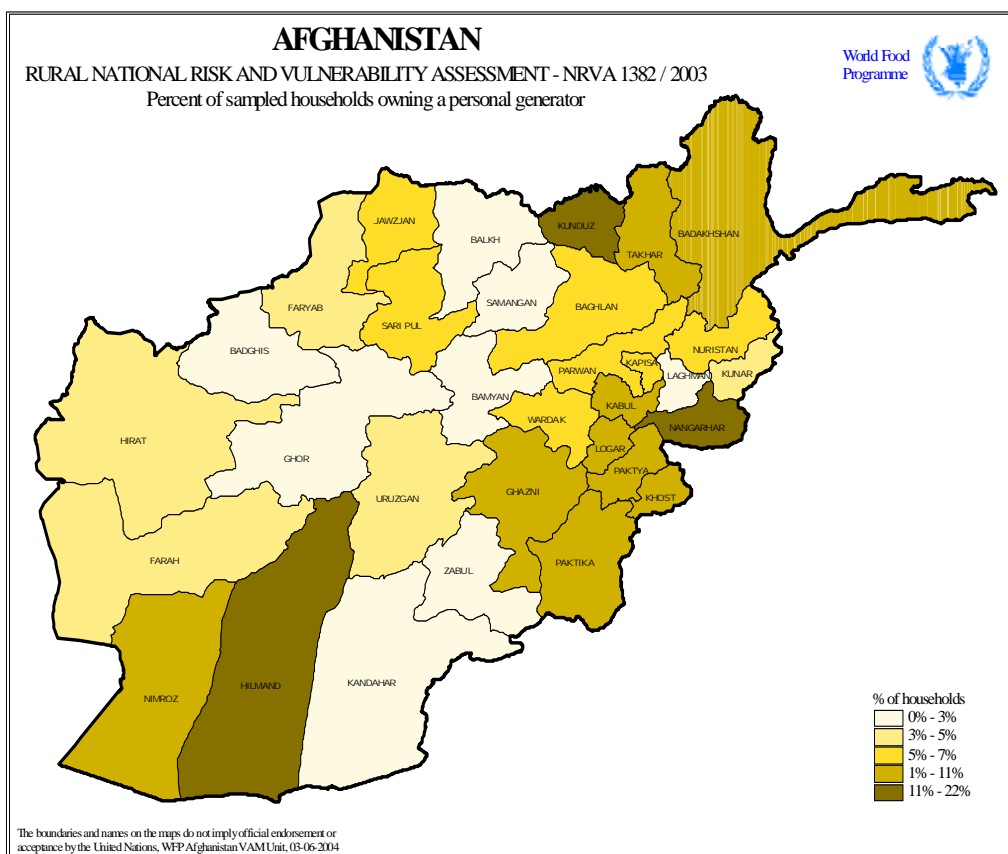 AFGHANISTAN
RURAL NATIONAL RISK AND VULNERABILITY ASSESSMENT - NRVA 1382 / 2003
Percent of sampled households owning a personal generator
World Food
Programme
JAWZJAN
BALKH
KUNDUZ
TAKHAR
BADAKHSHAN
FARYAB
SARI PUL
SAMANGAN
BAGHLAN
BADGHIS
NURISTAN
PARWAN
KAPISA
LAGHMAN
KUNAR
BAMYAN
KABUL
WARDAK
NANGARHAR
HIRAT
GHOR
LOGAR
PAKTYA
URUZGAN
GHAZNI
KHOST
FARAH
ZABUL
PAKTIKA
NIMROZ
HILMAND
KANDAHAR
% of households
0% - 3%
3% - 5%
5% - 7%
1% - 11%
11% - 22%
The boundaries and names on the maps do not imply official endorsement or
acceptance by the United Nations, WFP Afghanistan VAM Unit, 03-06-2004